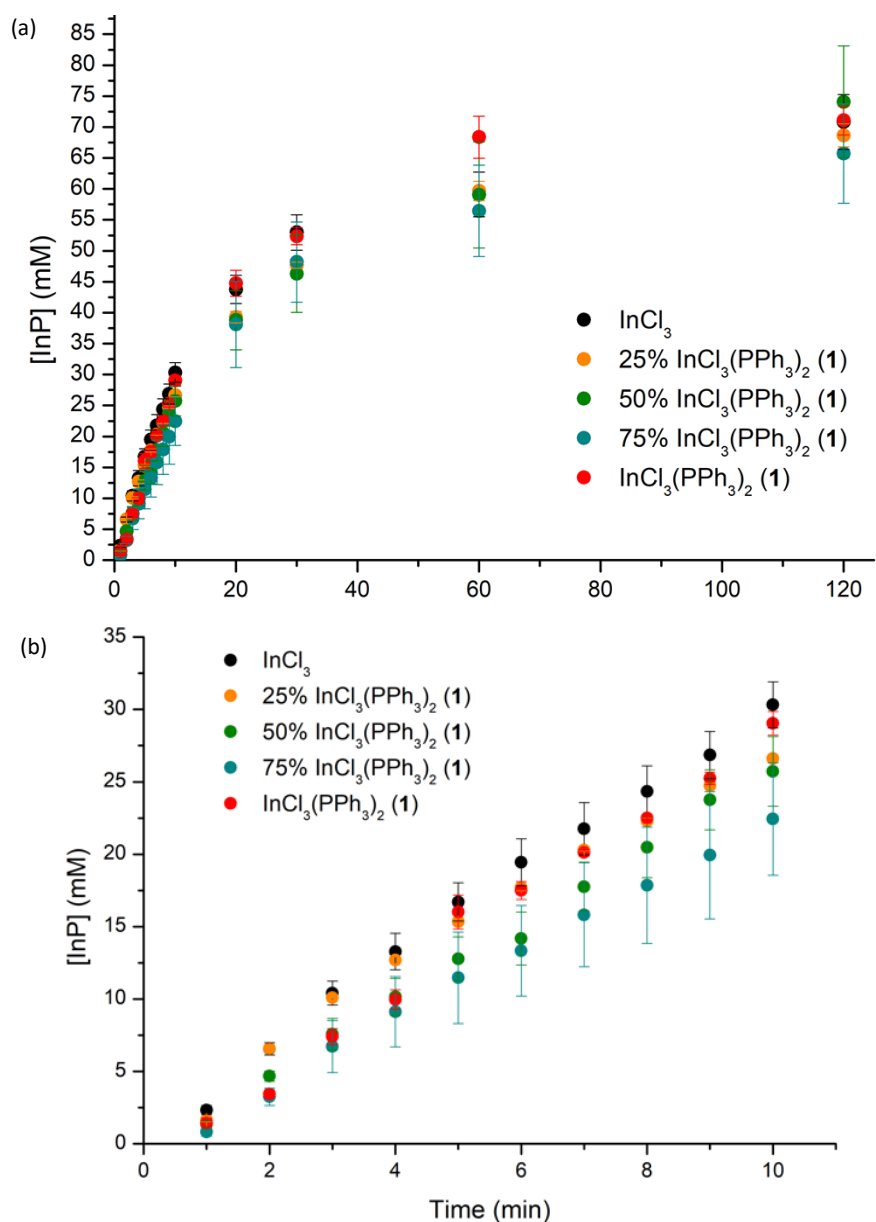 (a)
[InP] (mM)
85
80
75
70
65
60
55
50
45
40
35
30
25
20
15
10
5
0
InCl₃
25% InCl₃(PPh₃)₂ (1)
50% InCl₃(PPh₃)₂ (1)
75% InCl₃(PPh₃)₂ (1)
InCl₃(PPh₃)₂ (1)
0 20 40 60 80 100 120
(b)
[InP] (mM)
35
30
25
20
15
10
5
0
InCl₃
25% InCl₃(PPh₃)₂ (1)
50% InCl₃(PPh₃)₂ (1)
75% InCl₃(PPh₃)₂ (1)
InCl₃(PPh₃)₂ (1)
0 2 4 6 8 10
Time (min)